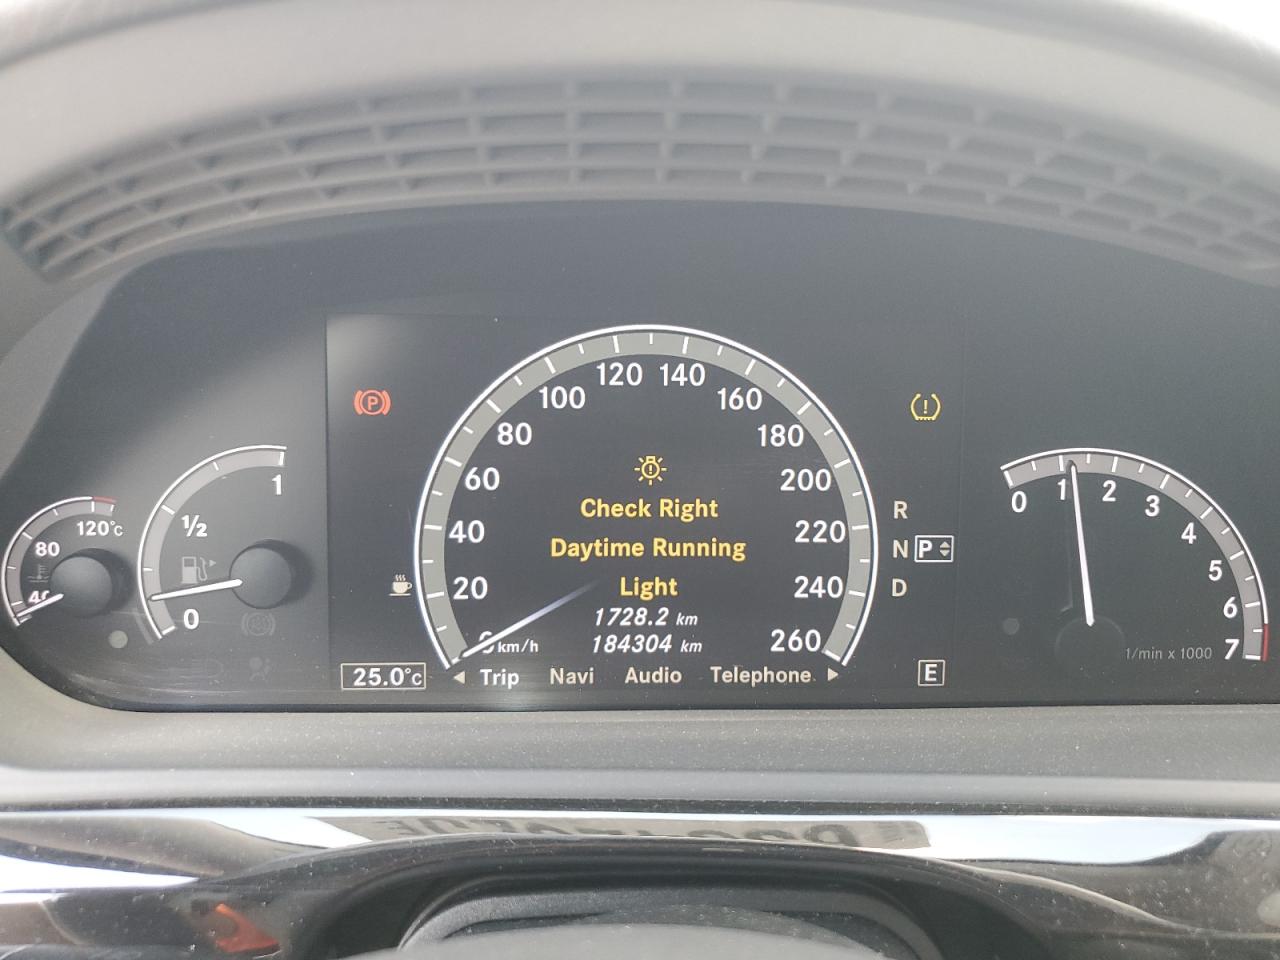 120 140
100 160
80 180
60 200
40 220
20 240
0 km/h 260
Check Right
Daytime Running
Light
1728.2 km
184304 km
Trip Navi Audio Telephone
P
!
!
R
N P
D
E
25.0°C
1
1/2
0
120°C
80
40
0 1 2 3 4 5 6 7
1/min x 1000